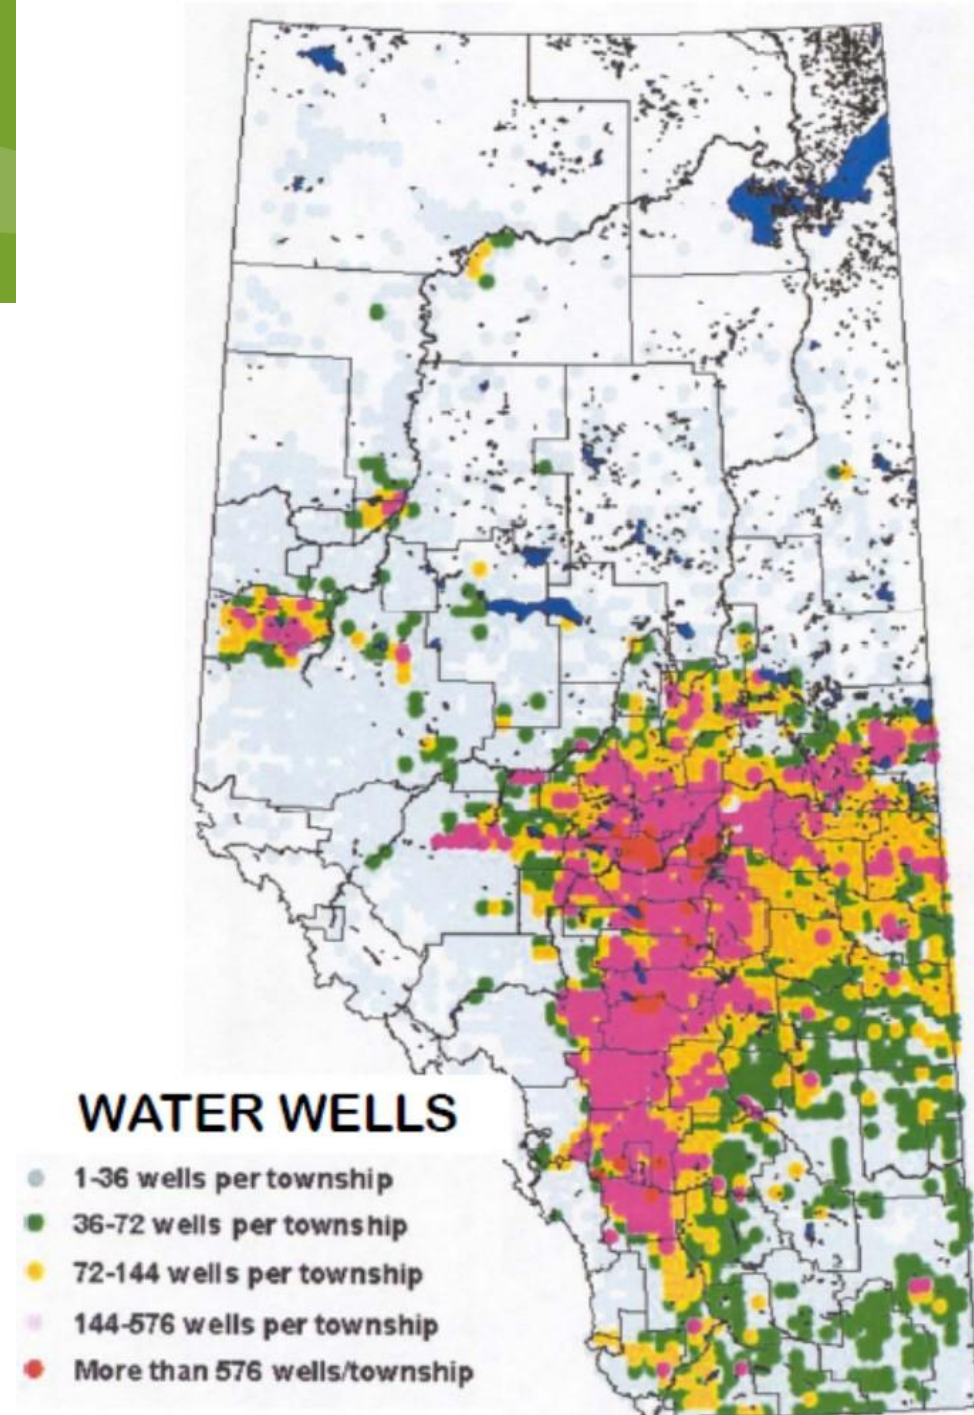 WATER WELLS
1-36 wells per township
36-72 wells per township
72-144 wells per township
144-576 wells per township
More than 576 wells/township